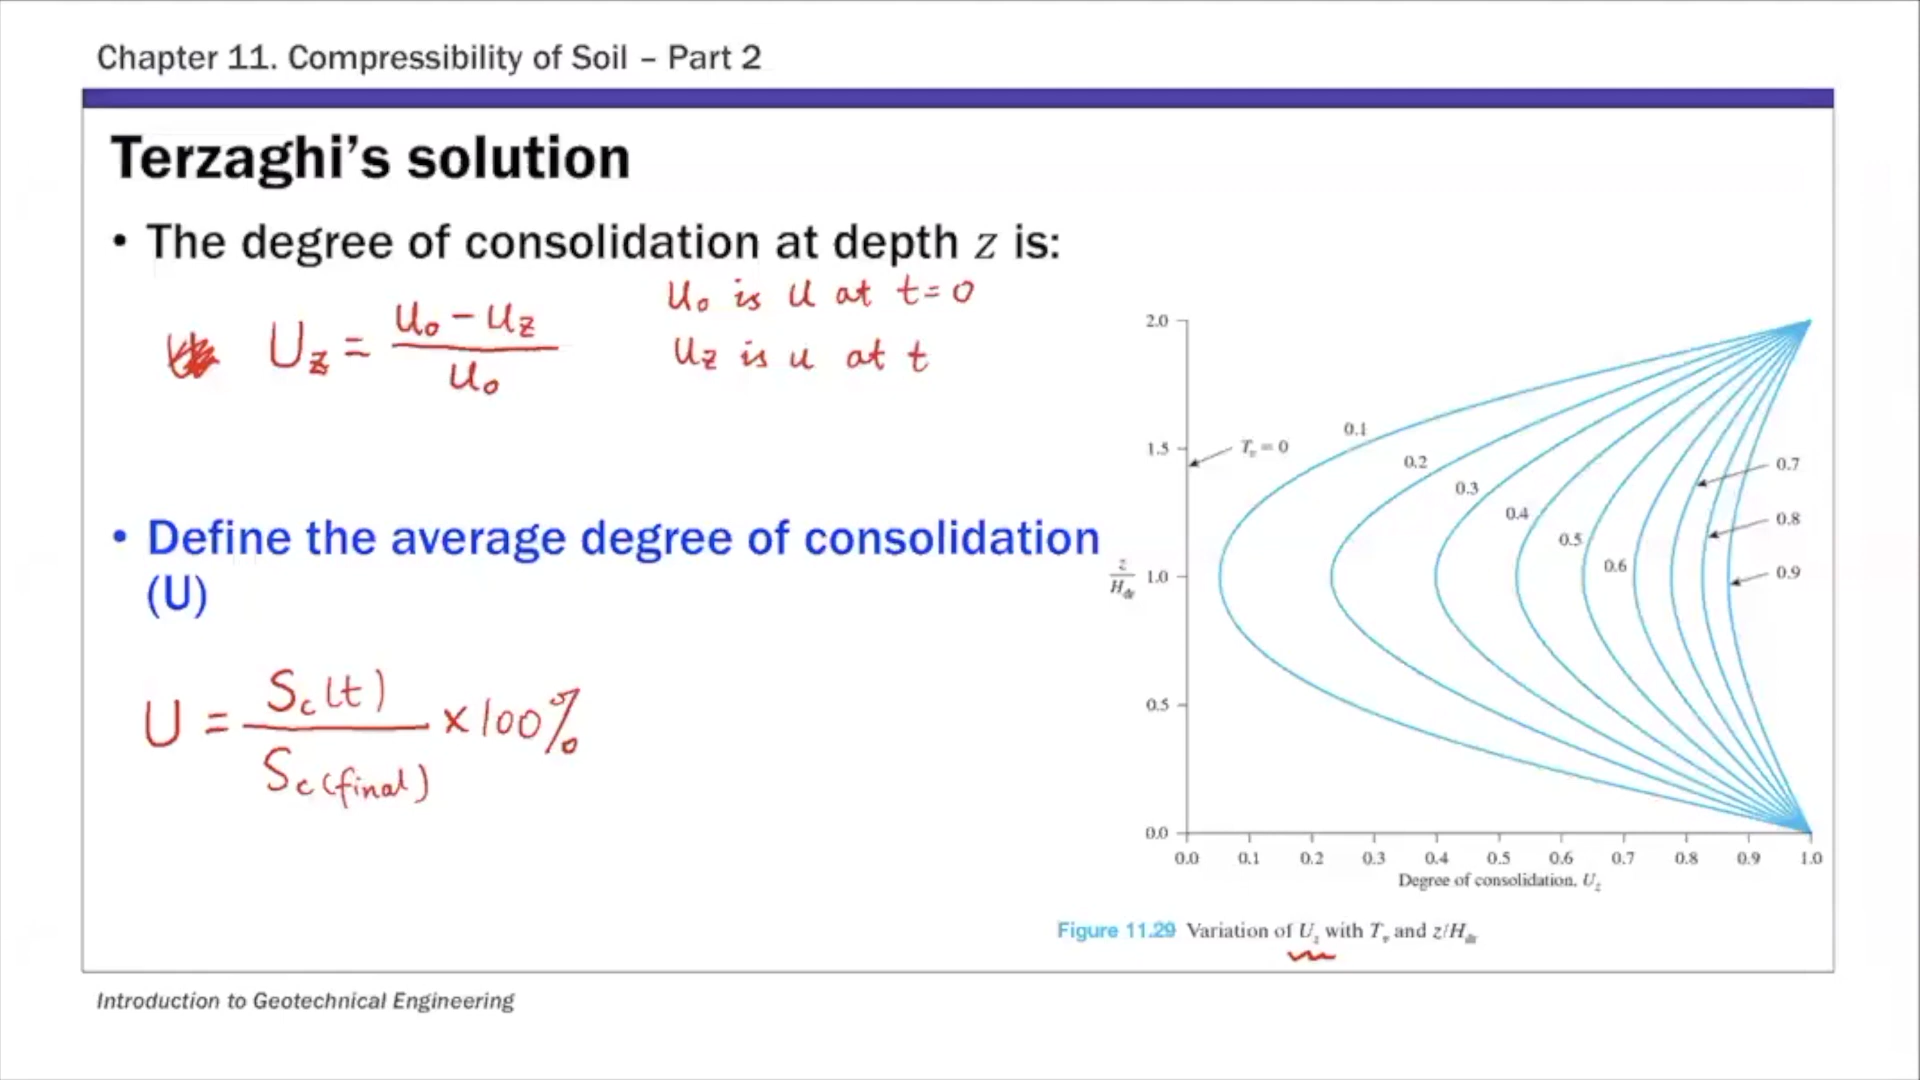 Chapter 11. Compressibility of Soil – Part 2
Terzaghi's solution
• The degree of consolidation at depth z is:
U_z = (u_o - u_z) / u_o
u_o is u at t=0
u_z is u at t
• Define the average degree of consolidation
(U)
U = S_c(t) / S_c(final) × 100%
2.0
1.5
1.0
0.5
0.0
z/H_dr
T_v = 0
0.1
0.2
0.3
0.4
0.5
0.6
0.7
0.8
0.9
0.0 0.1 0.2 0.3 0.4 0.5 0.6 0.7 0.8 0.9 1.0
Degree of consolidation, U_z
Figure 11.29 Variation of U_z with T_v and z/H_dr
Introduction to Geotechnical Engineering